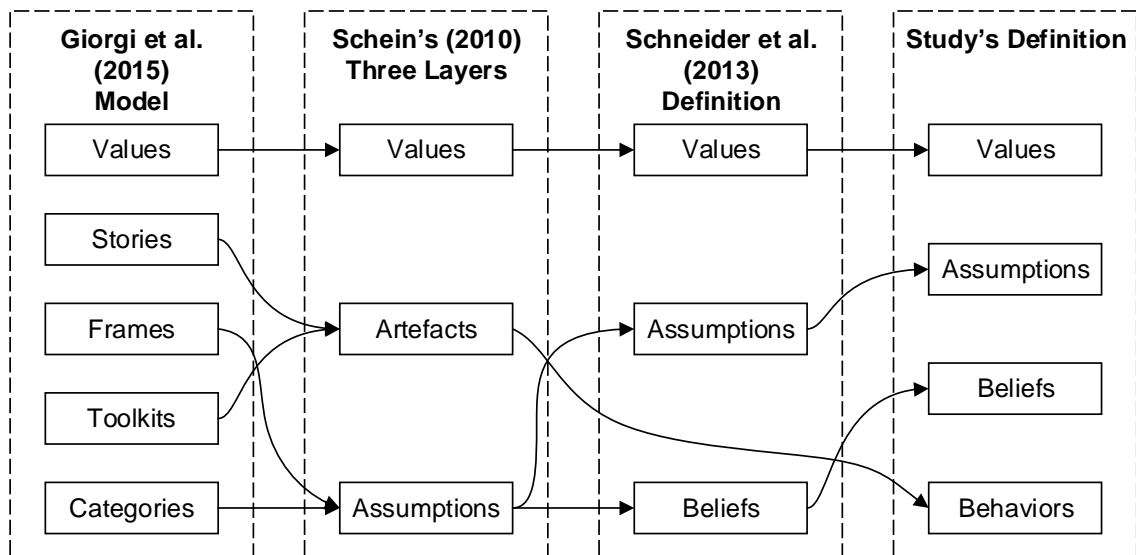 Giorgi et al.
(2015)
Model
Values
Stories
Frames
Toolkits
Categories
Schein’s (2010)
Three Layers
Values
Artefacts
Assumptions
Schneider et al.
(2013)
Definition
Values
Assumptions
Beliefs
Study’s Definition
Values
Assumptions
Beliefs
Behaviors